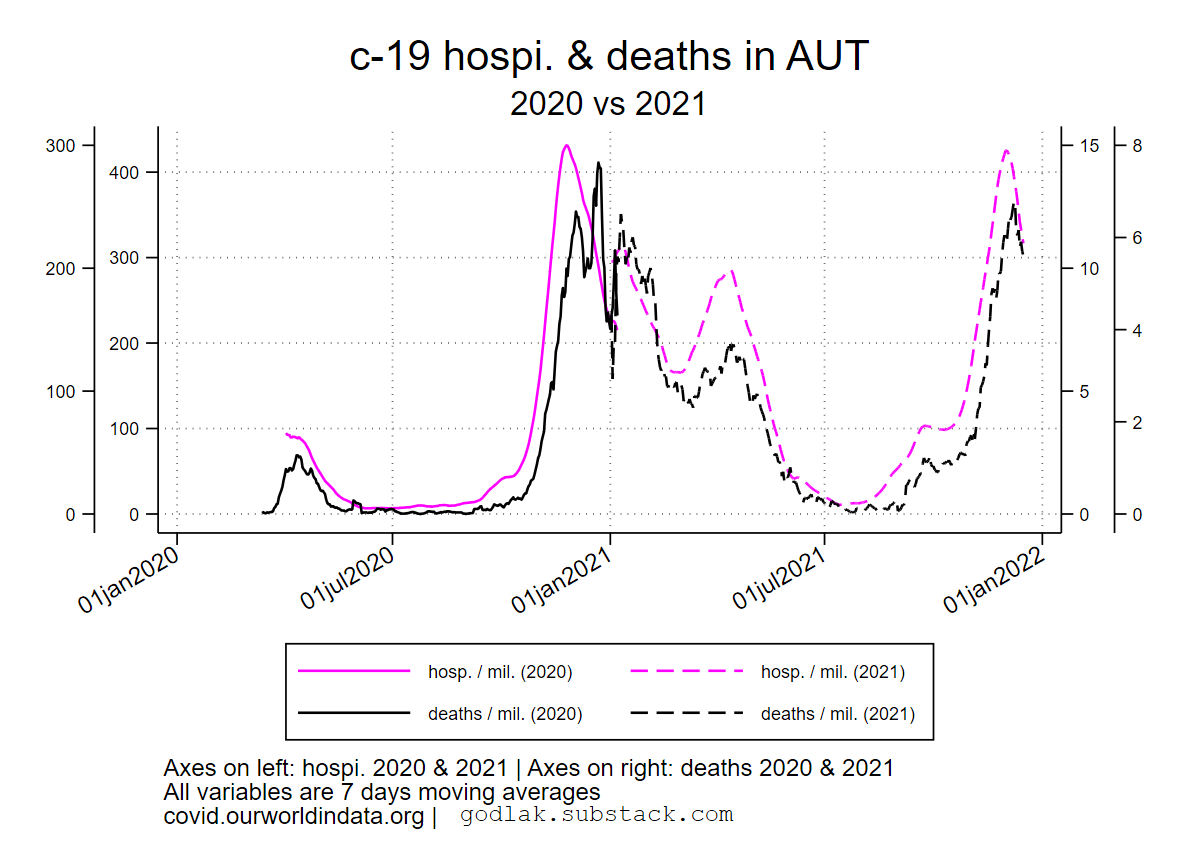 c-19 hospi. & deaths in AUT
2020 vs 2021
300
200
100
0
400
300
200
100
0
15
10
5
0
8
6
4
2
0
01jan2020
01jul2020
01jan2021
01jul2021
01jan2022
hosp. / mil. (2020)
hosp. / mil. (2021)
deaths / mil. (2020)
deaths / mil. (2021)
Axes on left: hospi. 2020 & 2021 | Axes on right: deaths 2020 & 2021
All variables are 7 days moving averages
covid.ourworldindata.org | godlak.substack.com